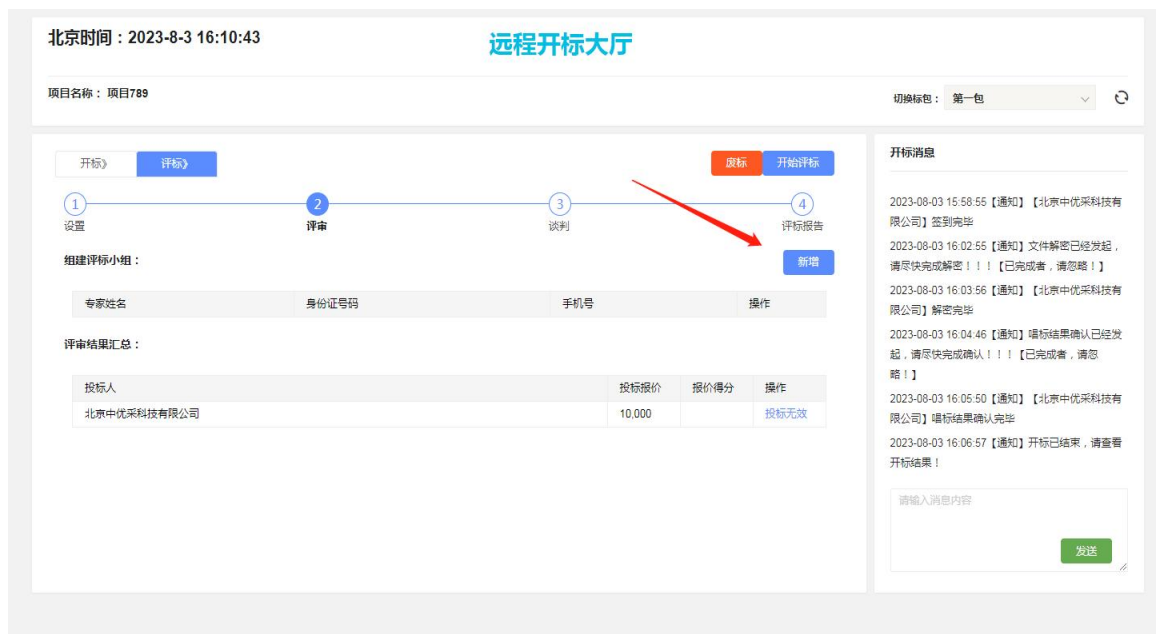 北京时间：2023-8-3 16:10:43
远程开标大厅
项目名称： 项目789
切换标包： 第一包
开标》 评标》
废标 开始评标
1 2 3 4
设置 评审 谈判 评标报告
组建评标小组：
新增
专家姓名 身份证号码 手机号 操作
评审结果汇总：
投标人 投标报价 报价得分 操作
北京中优采科技有限公司 10,000 投标无效
开标消息
2023-08-03 15:58:55【通知】【北京中优采科技有
限公司】签到完毕
2023-08-03 16:02:55【通知】文件解密已经发起，
请尽快完成解密！！！【已完成者，请忽略！】
2023-08-03 16:03:56【通知】【北京中优采科技有
限公司】解密完毕
2023-08-03 16:04:46【通知】唱标结果确认已经发
起，请尽快完成确认！！！【已完成者，请忽
略！】
2023-08-03 16:05:50【通知】【北京中优采科技有
限公司】唱标结果确认完毕
2023-08-03 16:06:57【通知】开标已结束，请查看
开标结果！
请输入消息内容
发送